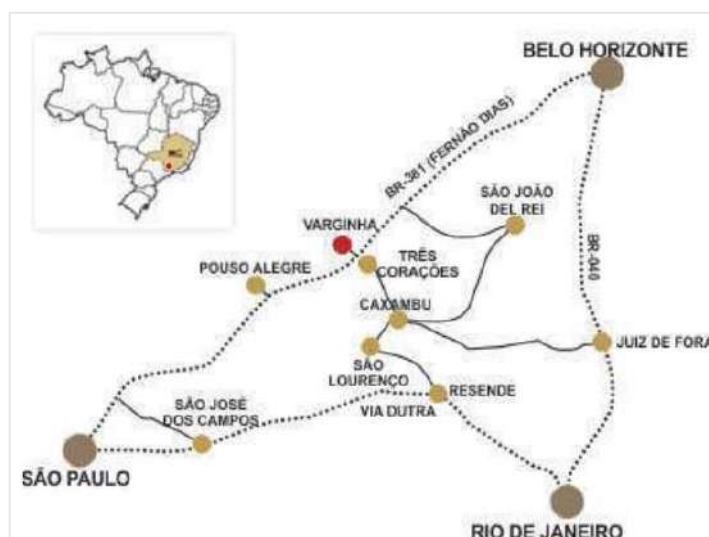 BELO HORIZONTE
BR-381 (FERNÃO DIAS)
SÃO JOÃO
DEL REI
VARGINHA
TRÊS
CORAÇÕES
POUSO ALEGRE
BR-040
CAXAMBU
JUIZ DE FORA
SÃO
LOURENÇO
RESENDE
VIA DUTRA
SÃO JOSÉ
DOS CAMPOS
SÃO PAULO
RIO DE JANEIRO